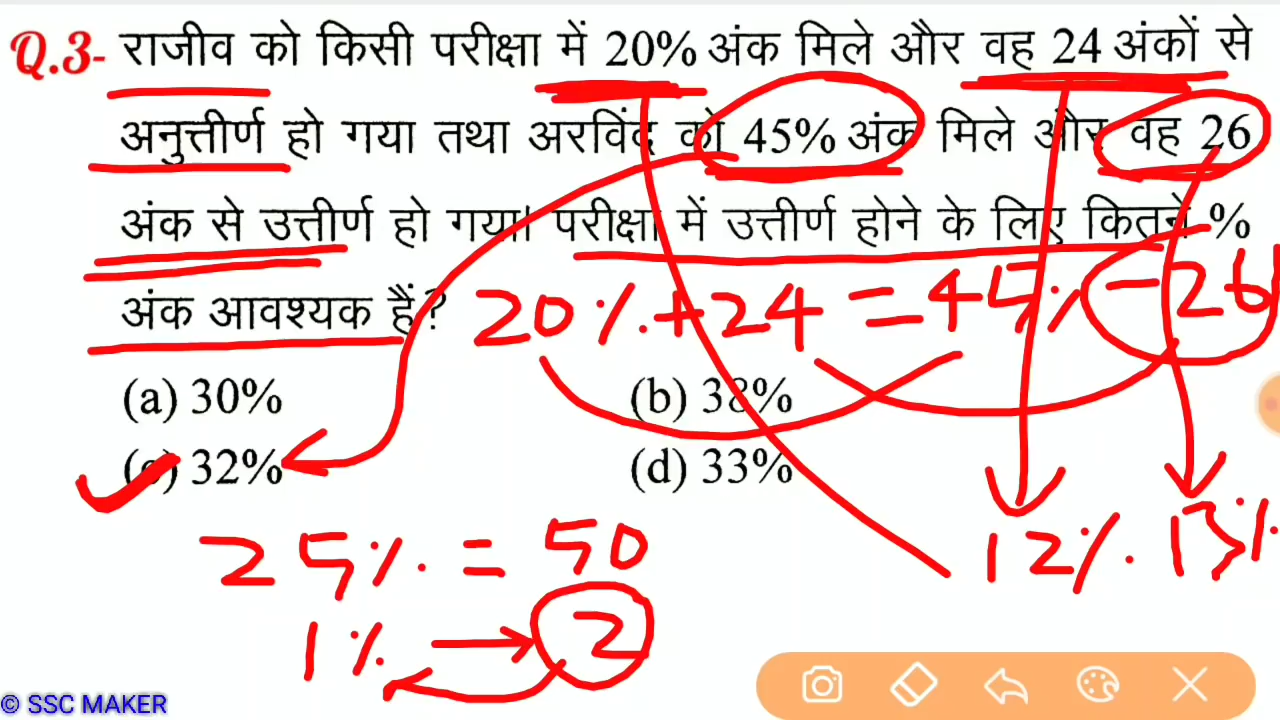 Q.3- राजीव को किसी परीक्षा में 20% अंक मिले और वह 24 अंकों से
अनुत्तीर्ण हो गया तथा अरविंद को 45% अंक मिले और वह 26
अंक से उत्तीर्ण हो गया। परीक्षा में उत्तीर्ण होने के लिए कितने %
अंक आवश्यक हैं?
20% + 24 = 45% - 26
(a) 30% (b) 38%
(c) 32% (d) 33%
25% = 50
12% 13%
1% → 2
© SSC MAKER